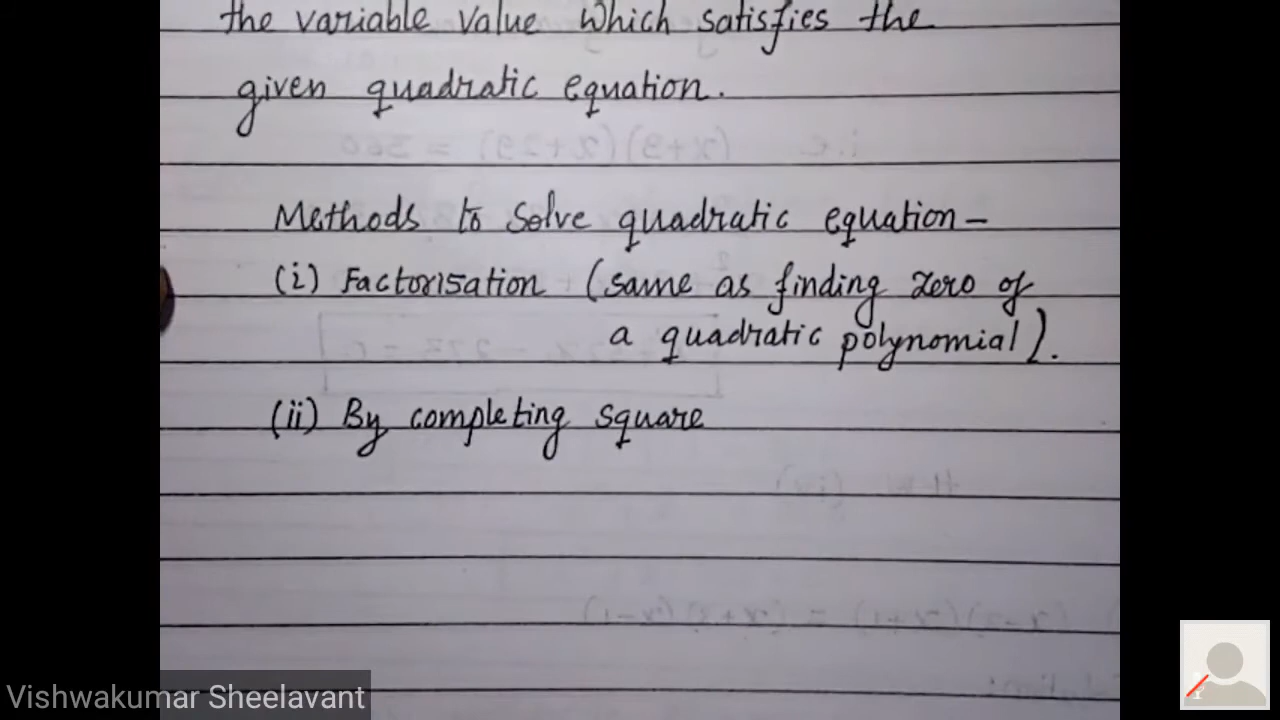 the variable value which satisfies the
given quadratic equation.
Methods to solve quadratic equation –
(i) Factorisation (same as finding zero of
a quadratic polynomial).
(ii) By completing square
Vishwakumar Sheelavant